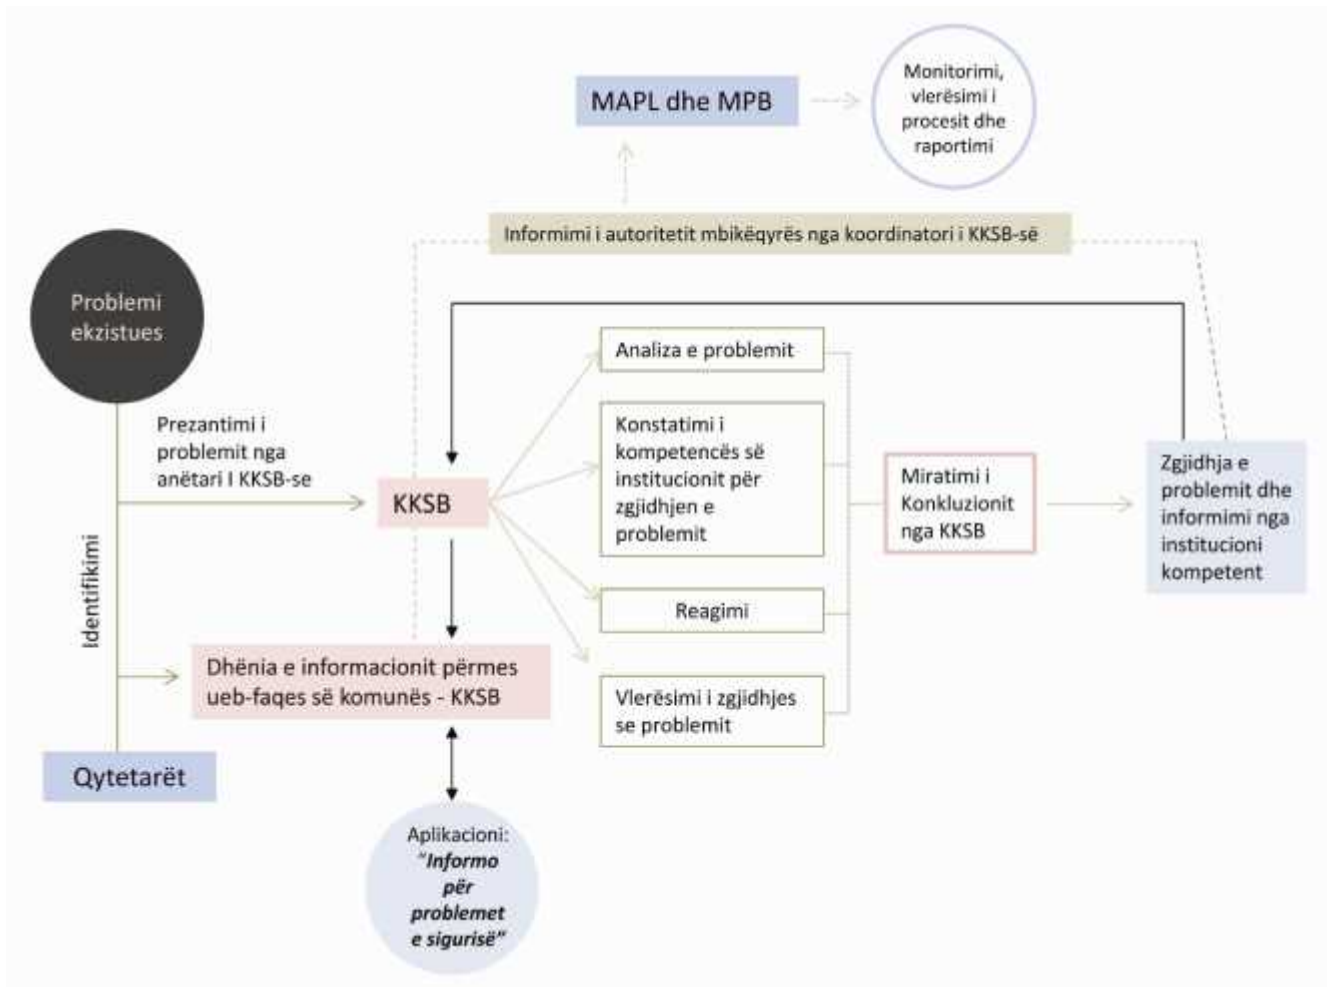 MAPL dhe MPB
Monitorimi,
vlerësimi i
procesit dhe
raportimi
Informimi i autoritetit mbikëqyrës nga koordinatori i KKSB-së
Problemi
ekzistues
Prezantimi i
problemit nga
anëtari I KKSB-se
Identifikimi
KKSB
Analiza e problemit
Konstatimi i
kompetencës së
institucionit për
zgjidhjen e
problemit
Reagimi
Vlerësimi i zgjidhjes
se problemit
Miratimi i
Konkluzionit
nga KKSB
Zgjidhja e
problemit dhe
informimi nga
institucioni
kompetent
Dhënia e informacionit përmes
ueb-faqes së komunës - KKSB
Qytetarët
Aplikacioni:
"Informo
për
problemet
e sigurisë"